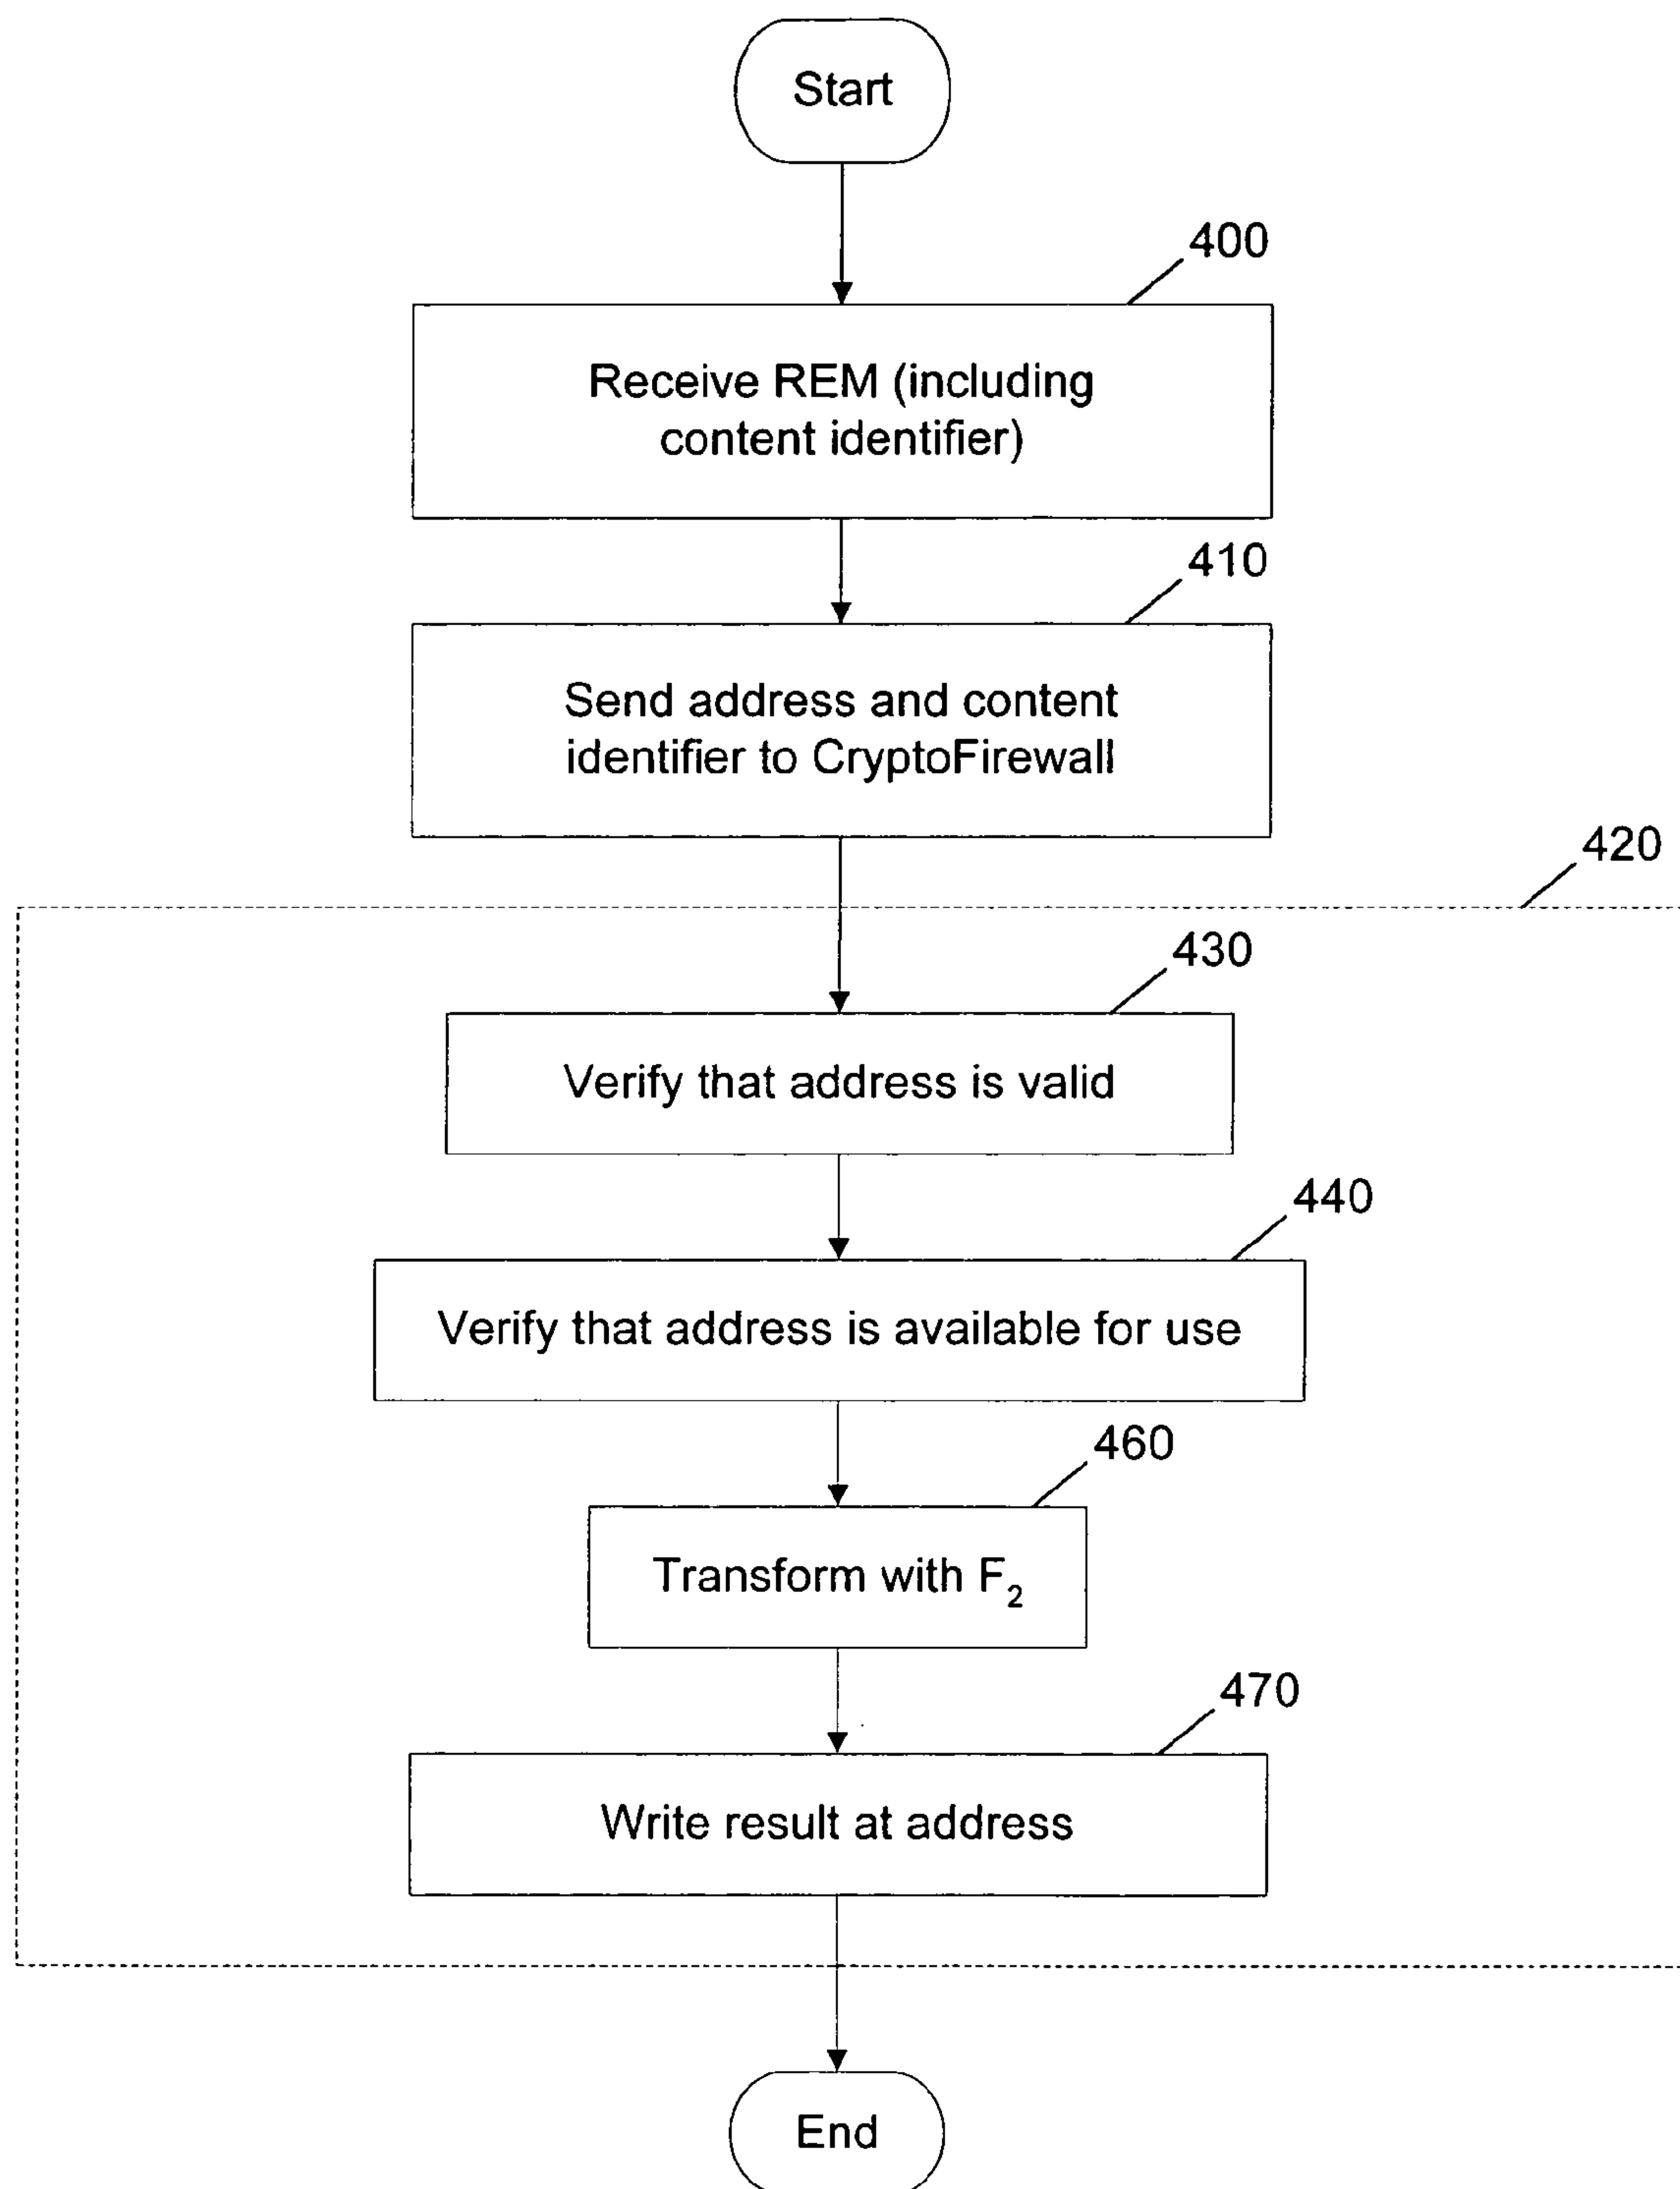 Start
400
Receive REM (including
content identifier)
410
Send address and content
identifier to CryptoFirewall
420
430
Verify that address is valid
440
Verify that address is available for use
460
Transform with F₂
470
Write result at address
End